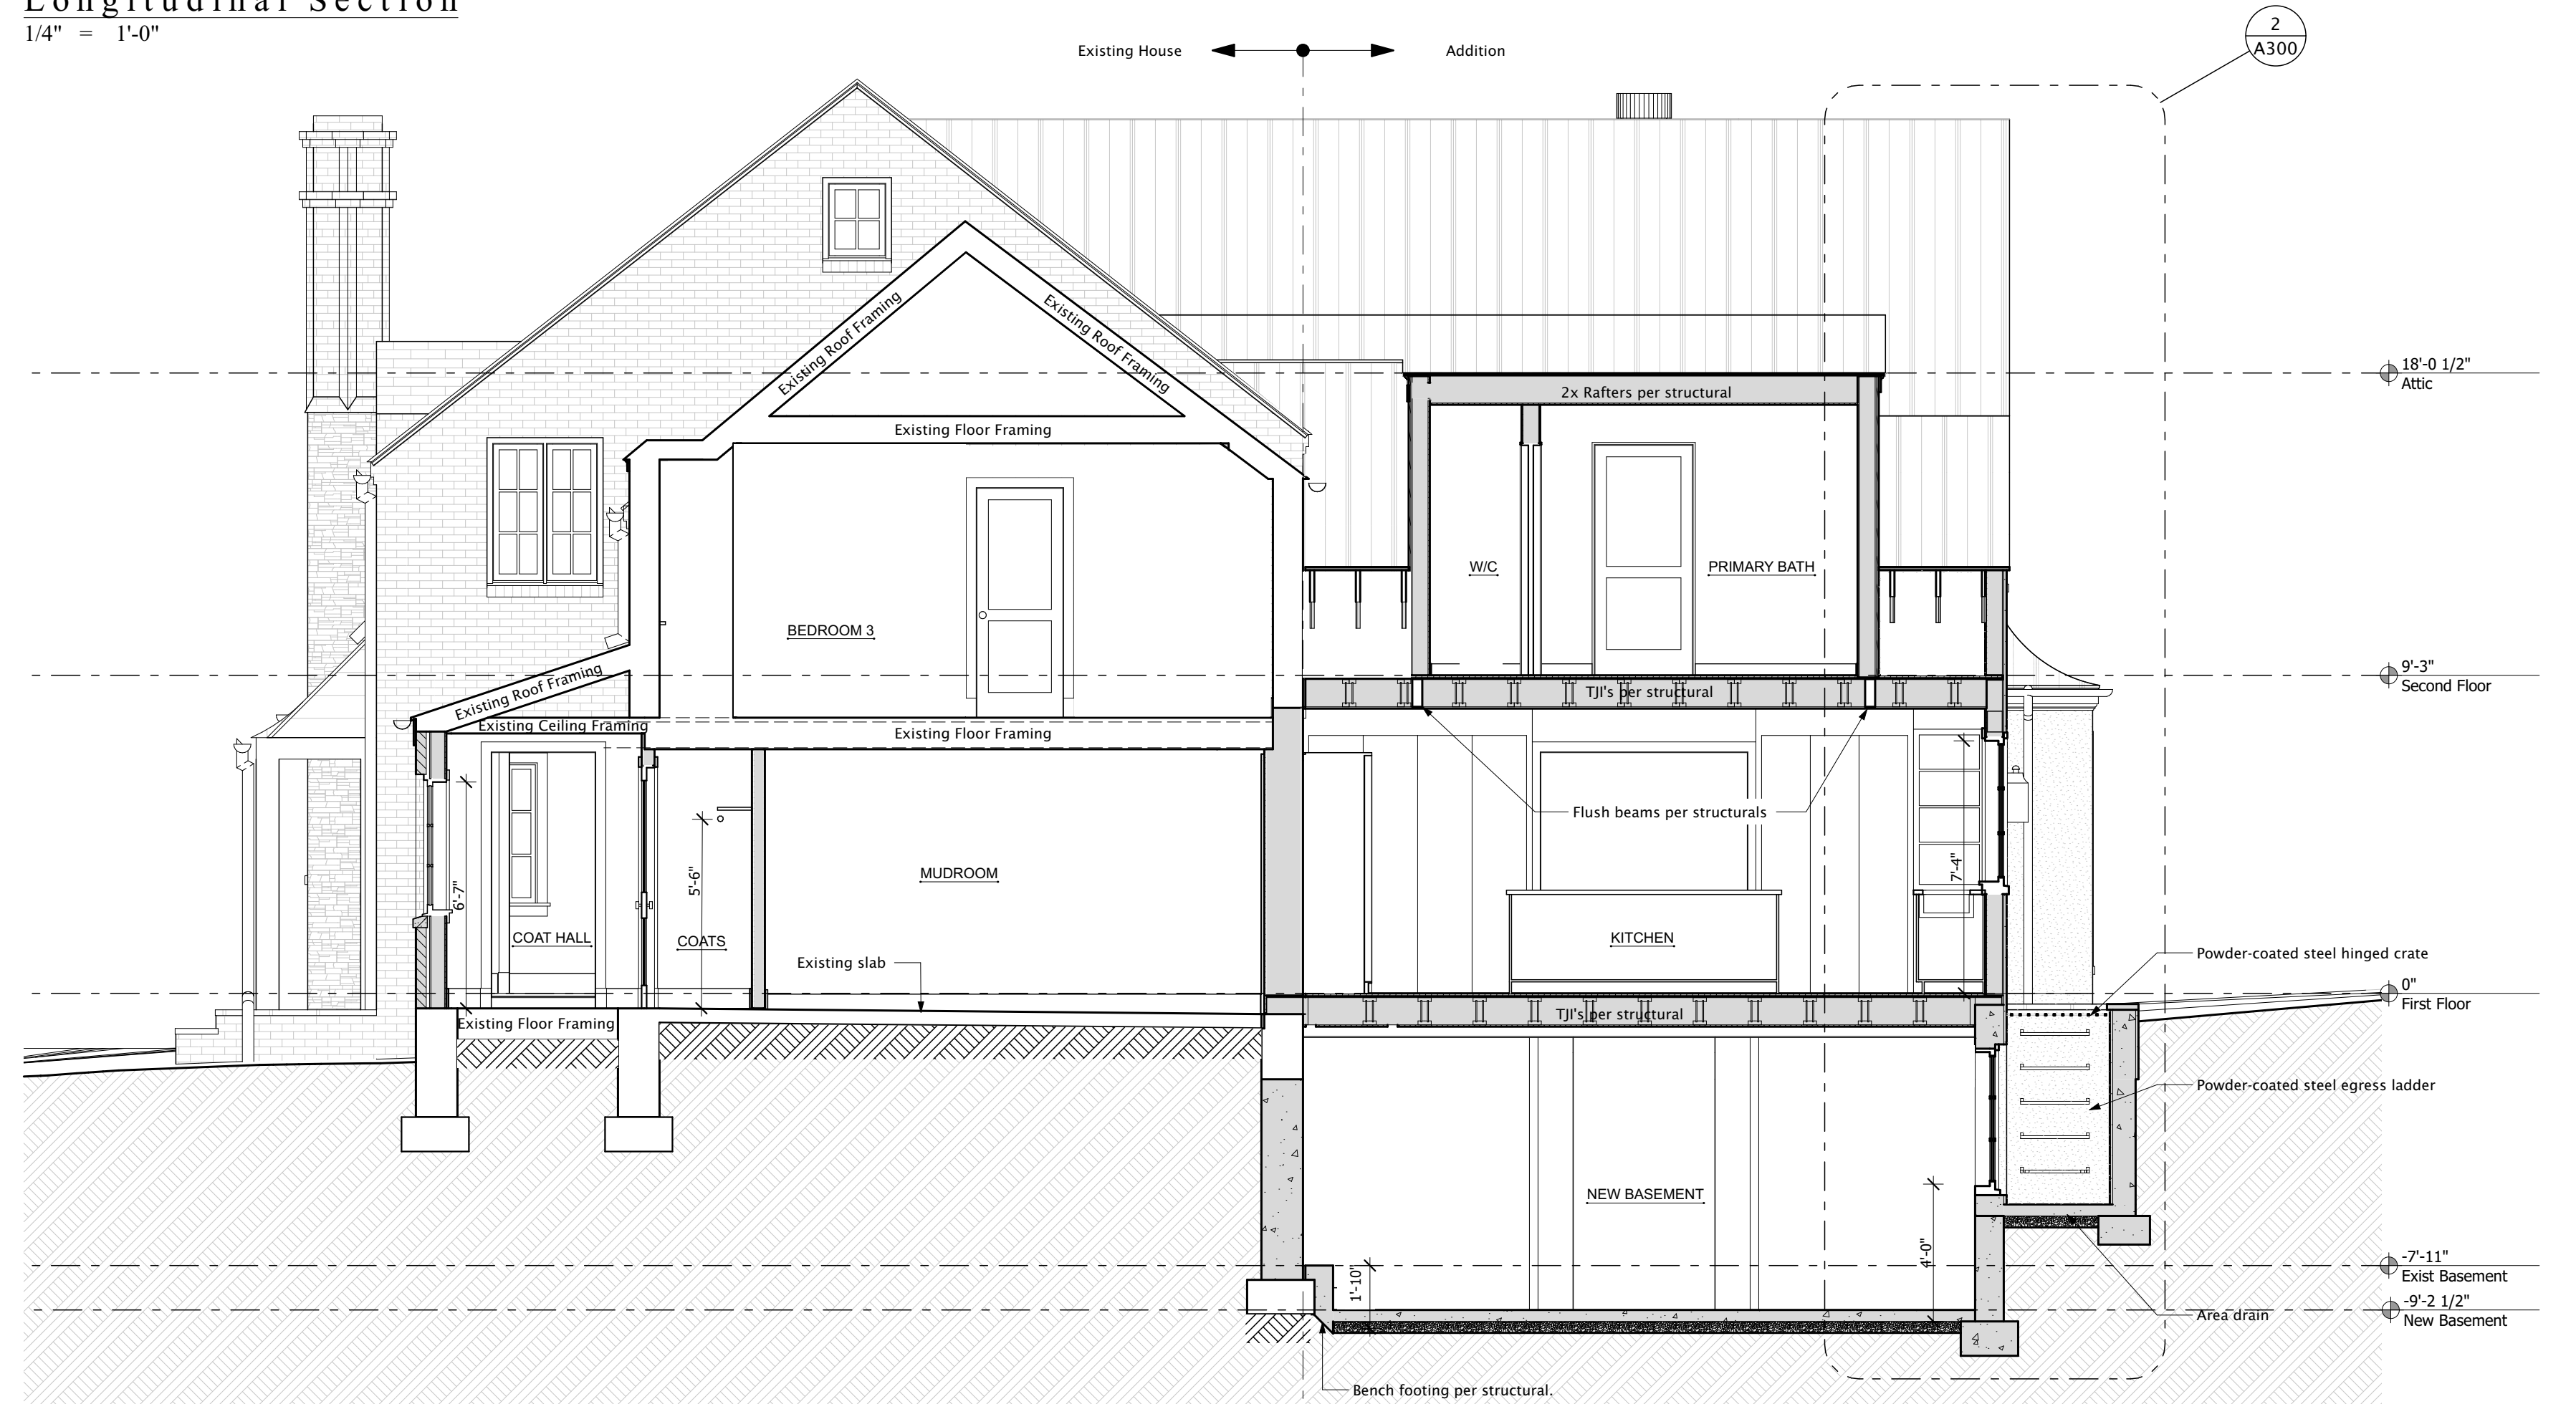 Longitudinal Section
1/4" = 1'-0"
Existing House
Addition
2
A300
18'-0 1/2"
Attic
Existing Roof Framing
Existing Roof Framing
2x Rafters per structural
Existing Floor Framing
W/C
PRIMARY BATH
BEDROOM 3
9'-3"
Second Floor
Existing Roof Framing
TJI's per structural
Existing Ceiling Framing
Existing Floor Framing
Flush beams per structurals
6'-7"
5'-6"
7'-4"
MUDROOM
COAT HALL
COATS
KITCHEN
Existing slab
Powder-coated steel hinged crate
0"
First Floor
Existing Floor Framing
TJI's per structural
Powder-coated steel egress ladder
NEW BASEMENT
4'-0"
1'-10"
-7'-11"
Exist Basement
-9'-2 1/2"
New Basement
Area drain
Bench footing per structural.